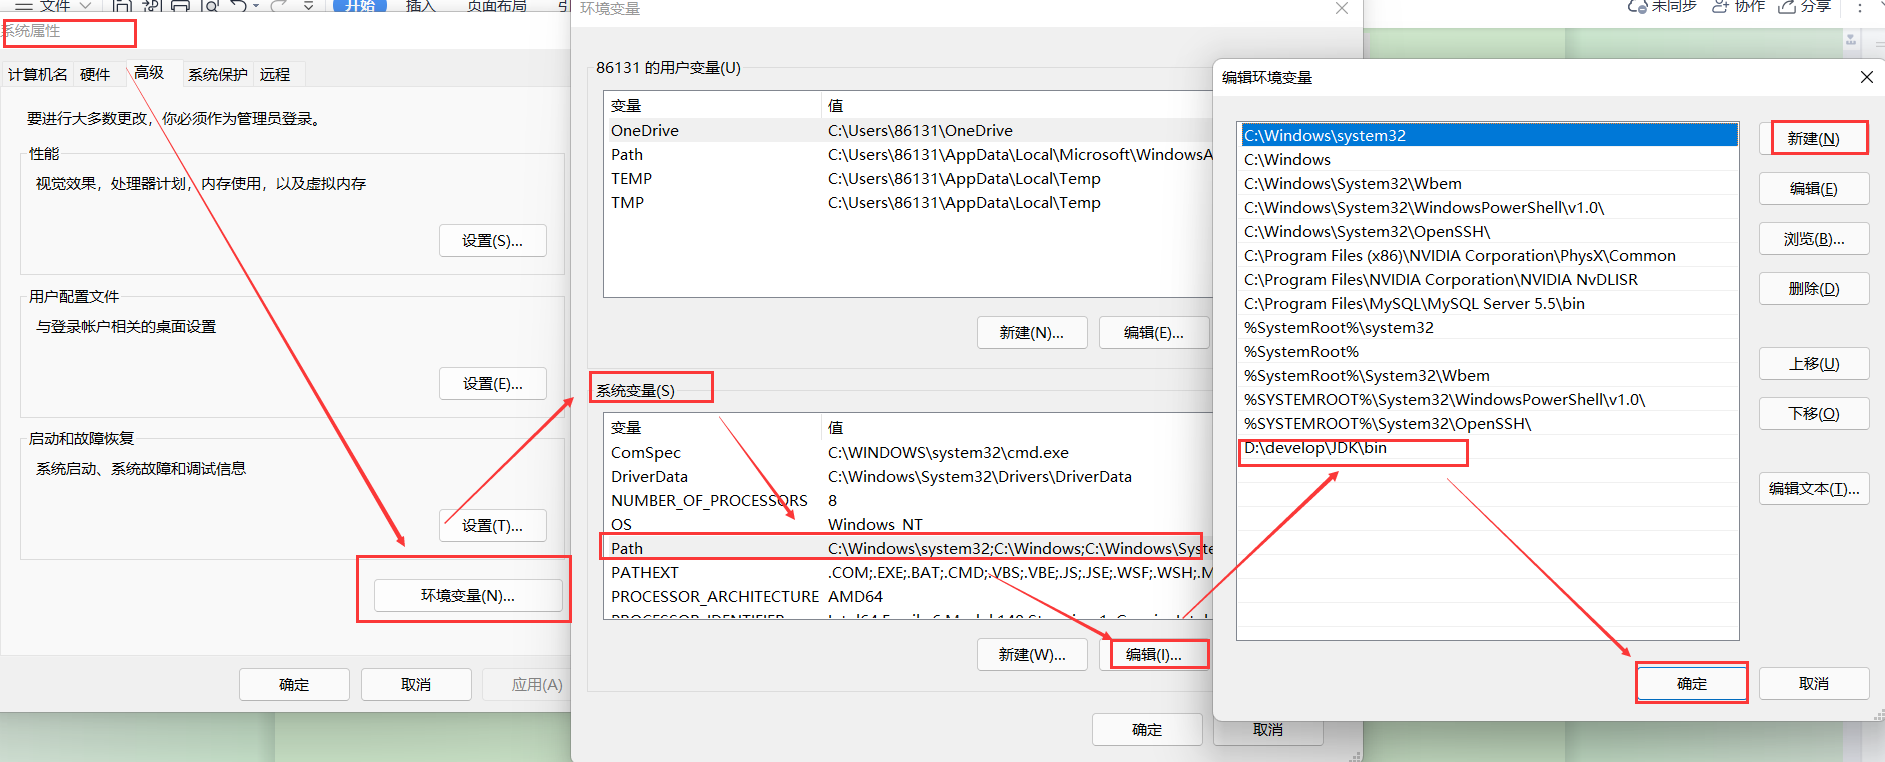 文件
开始
插入
页面布局
未同步
协作
分享
系统属性
计算机名
硬件
高级
系统保护
远程
要进行大多数更改，你必须作为管理员登录。
性能
视觉效果，处理器计划，内存使用，以及虚拟内存
设置(S)...
用户配置文件
与登录帐户相关的桌面设置
设置(E)...
启动和故障恢复
系统启动、系统故障和调试信息
设置(T)...
环境变量(N)...
确定
取消
应用(A)
环境变量
86131 的用户变量(U)
变量 值
OneDrive C:\Users\86131\OneDrive
Path C:\Users\86131\AppData\Local\Microsoft\WindowsA
TEMP C:\Users\86131\AppData\Local\Temp
TMP C:\Users\86131\AppData\Local\Temp
新建(N)...
编辑(E)...
系统变量(S)
变量 值
ComSpec C:\WINDOWS\system32\cmd.exe
DriverData C:\Windows\System32\Drivers\DriverData
NUMBER_OF_PROCESSORS 8
OS Windows_NT
Path C:\Windows\system32;C:\Windows;C:\Windows\Syste
PATHEXT .COM;.EXE;.BAT;.CMD;.VBS;.VBE;.JS;.JSE;.WSF;.WSH;.M
PROCESSOR_ARCHITECTURE AMD64
PROCESSOR_IDENTIFIER
新建(W)...
编辑(I)...
确定
取消
编辑环境变量
C:\Windows\system32
C:\Windows
C:\Windows\System32\Wbem
C:\Windows\System32\WindowsPowerShell\v1.0\
C:\Windows\System32\OpenSSH\
C:\Program Files (x86)\NVIDIA Corporation\PhysX\Common
C:\Program Files\NVIDIA Corporation\NVIDIA NvDLISR
C:\Program Files\MySQL\MySQL Server 5.5\bin
%SystemRoot%\system32
%SystemRoot%
%SystemRoot%\System32\Wbem
%SYSTEMROOT%\System32\WindowsPowerShell\v1.0\
%SYSTEMROOT%\System32\OpenSSH\
D:\develop\JDK\bin
新建(N)
编辑(E)
浏览(B)...
删除(D)
上移(U)
下移(O)
编辑文本(T)...
确定
取消